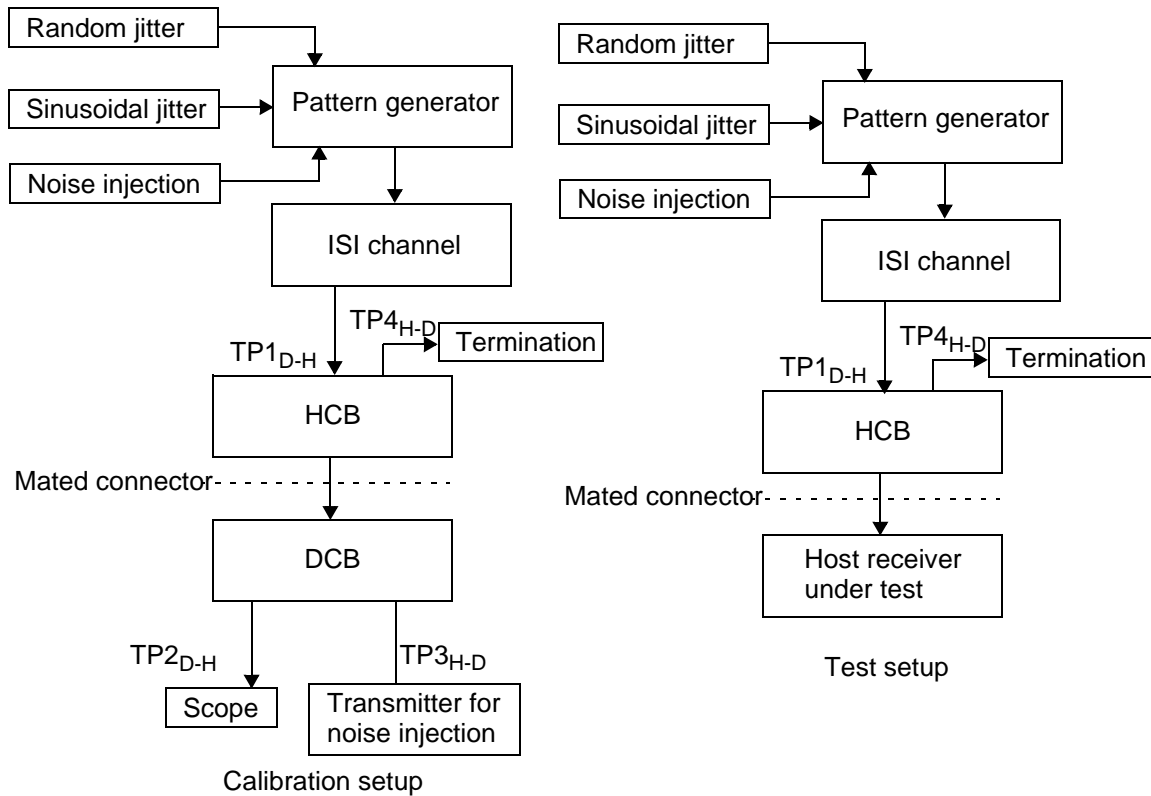 Random jitter
Sinusoidal jitter
Noise injection
Pattern generator
ISI channel
TP4H-D
Termination
TP1D-H
HCB
Mated connector
DCB
TP2D-H
TP3H-D
Scope
Transmitter for
noise injection
Calibration setup
Random jitter
Sinusoidal jitter
Noise injection
Pattern generator
ISI channel
TP4H-D
Termination
TP1D-H
HCB
Mated connector
Host receiver
under test
Test setup